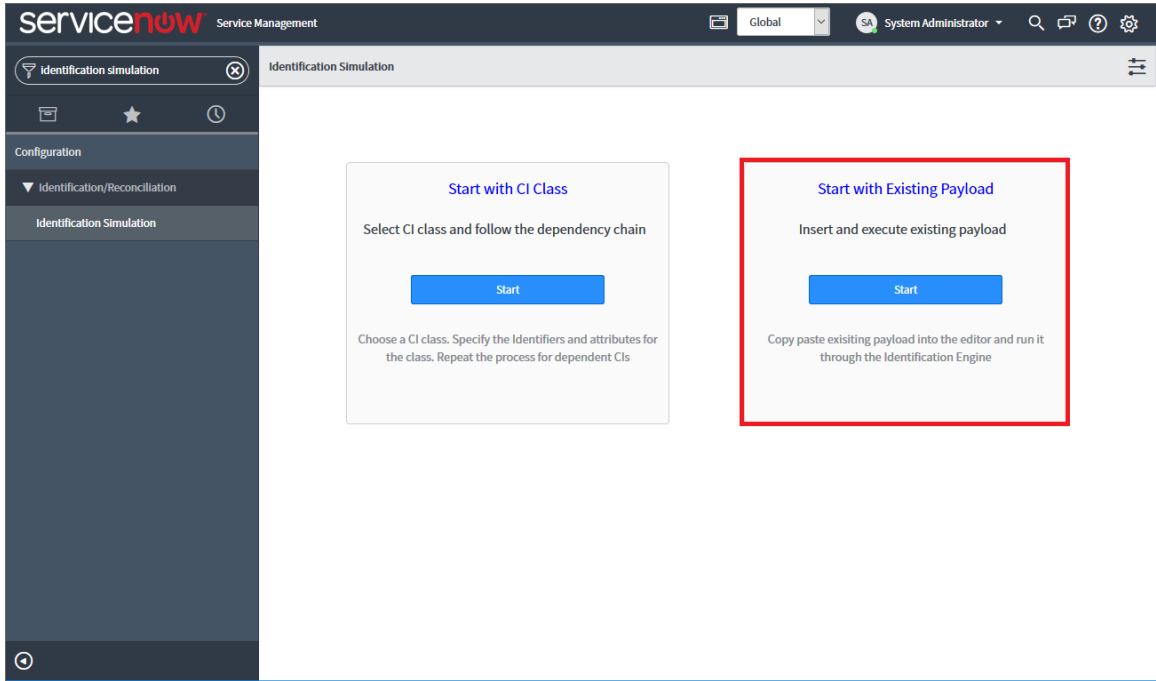 servicenow Service Management
Global
SA System Administrator
identification simulation
Identification Simulation
Configuration
Identification/Reconciliation
Identification Simulation
Start with CI Class
Select CI class and follow the dependency chain
Start
Choose a CI class. Specify the Identifiers and attributes for
the class. Repeat the process for dependent CIs
Start with Existing Payload
Insert and execute existing payload
Start
Copy paste exisiting payload into the editor and run it
through the Identification Engine